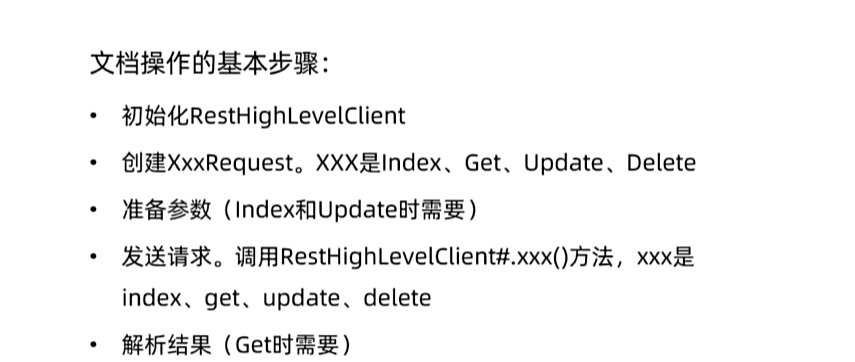 文档操作的基本步骤：
• 初始化RestHighLevelClient
• 创建XxxRequest。XXX是Index、Get、Update、Delete
• 准备参数（Index和Update时需要）
• 发送请求。调用RestHighLevelClient#.xxx()方法，xxx是
index、get、update、delete
• 解析结果（Get时需要）